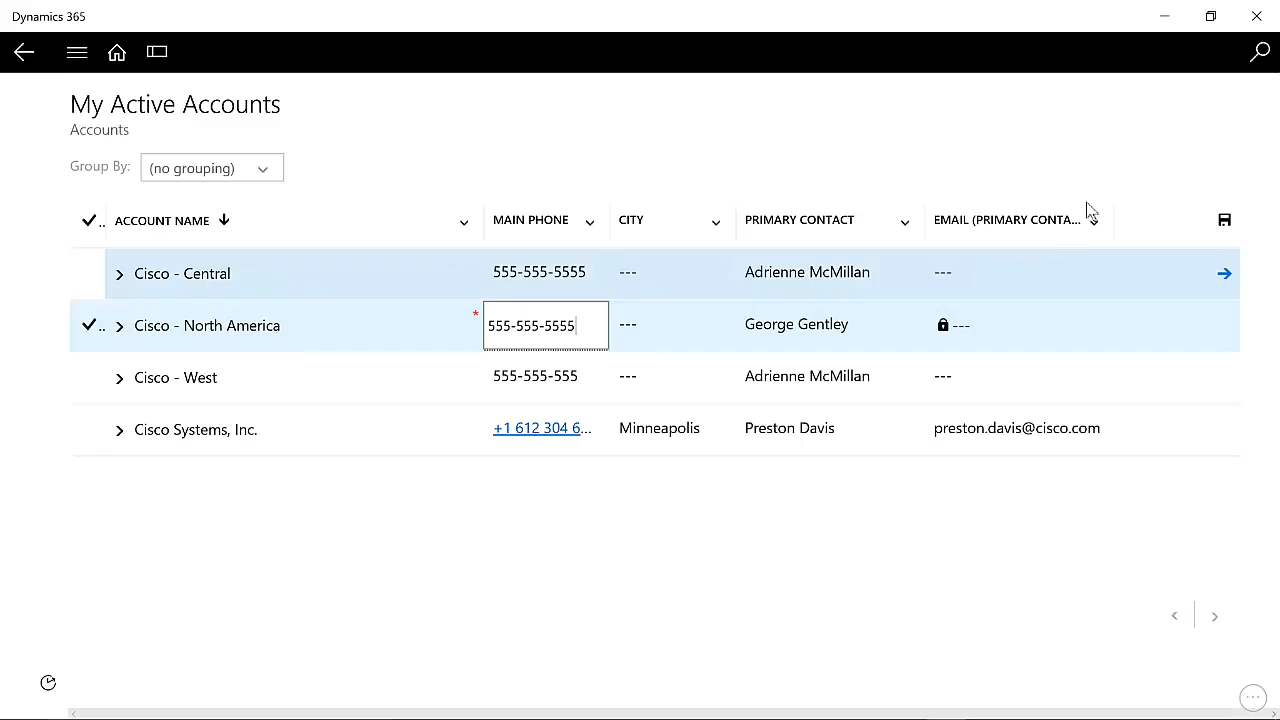 Dynamics 365
My Active Accounts
Accounts
Group By: (no grouping)
ACCOUNT NAME MAIN PHONE CITY PRIMARY CONTACT EMAIL (PRIMARY CONTA...
Cisco - Central 555-555-5555 --- Adrienne McMillan ---
Cisco - North America * 555-555-5555 --- George Gentley ---
Cisco - West 555-555-555 --- Adrienne McMillan ---
Cisco Systems, Inc. +1 612 304 6... Minneapolis Preston Davis preston.davis@cisco.com